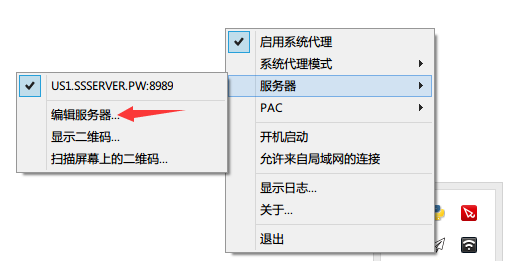 启用系统代理
系统代理模式
服务器
PAC
开机启动
允许来自局域网的连接
显示日志...
关于...
退出
US1.SSSERVER.PW:8989
编辑服务器...
显示二维码...
扫描屏幕上的二维码...